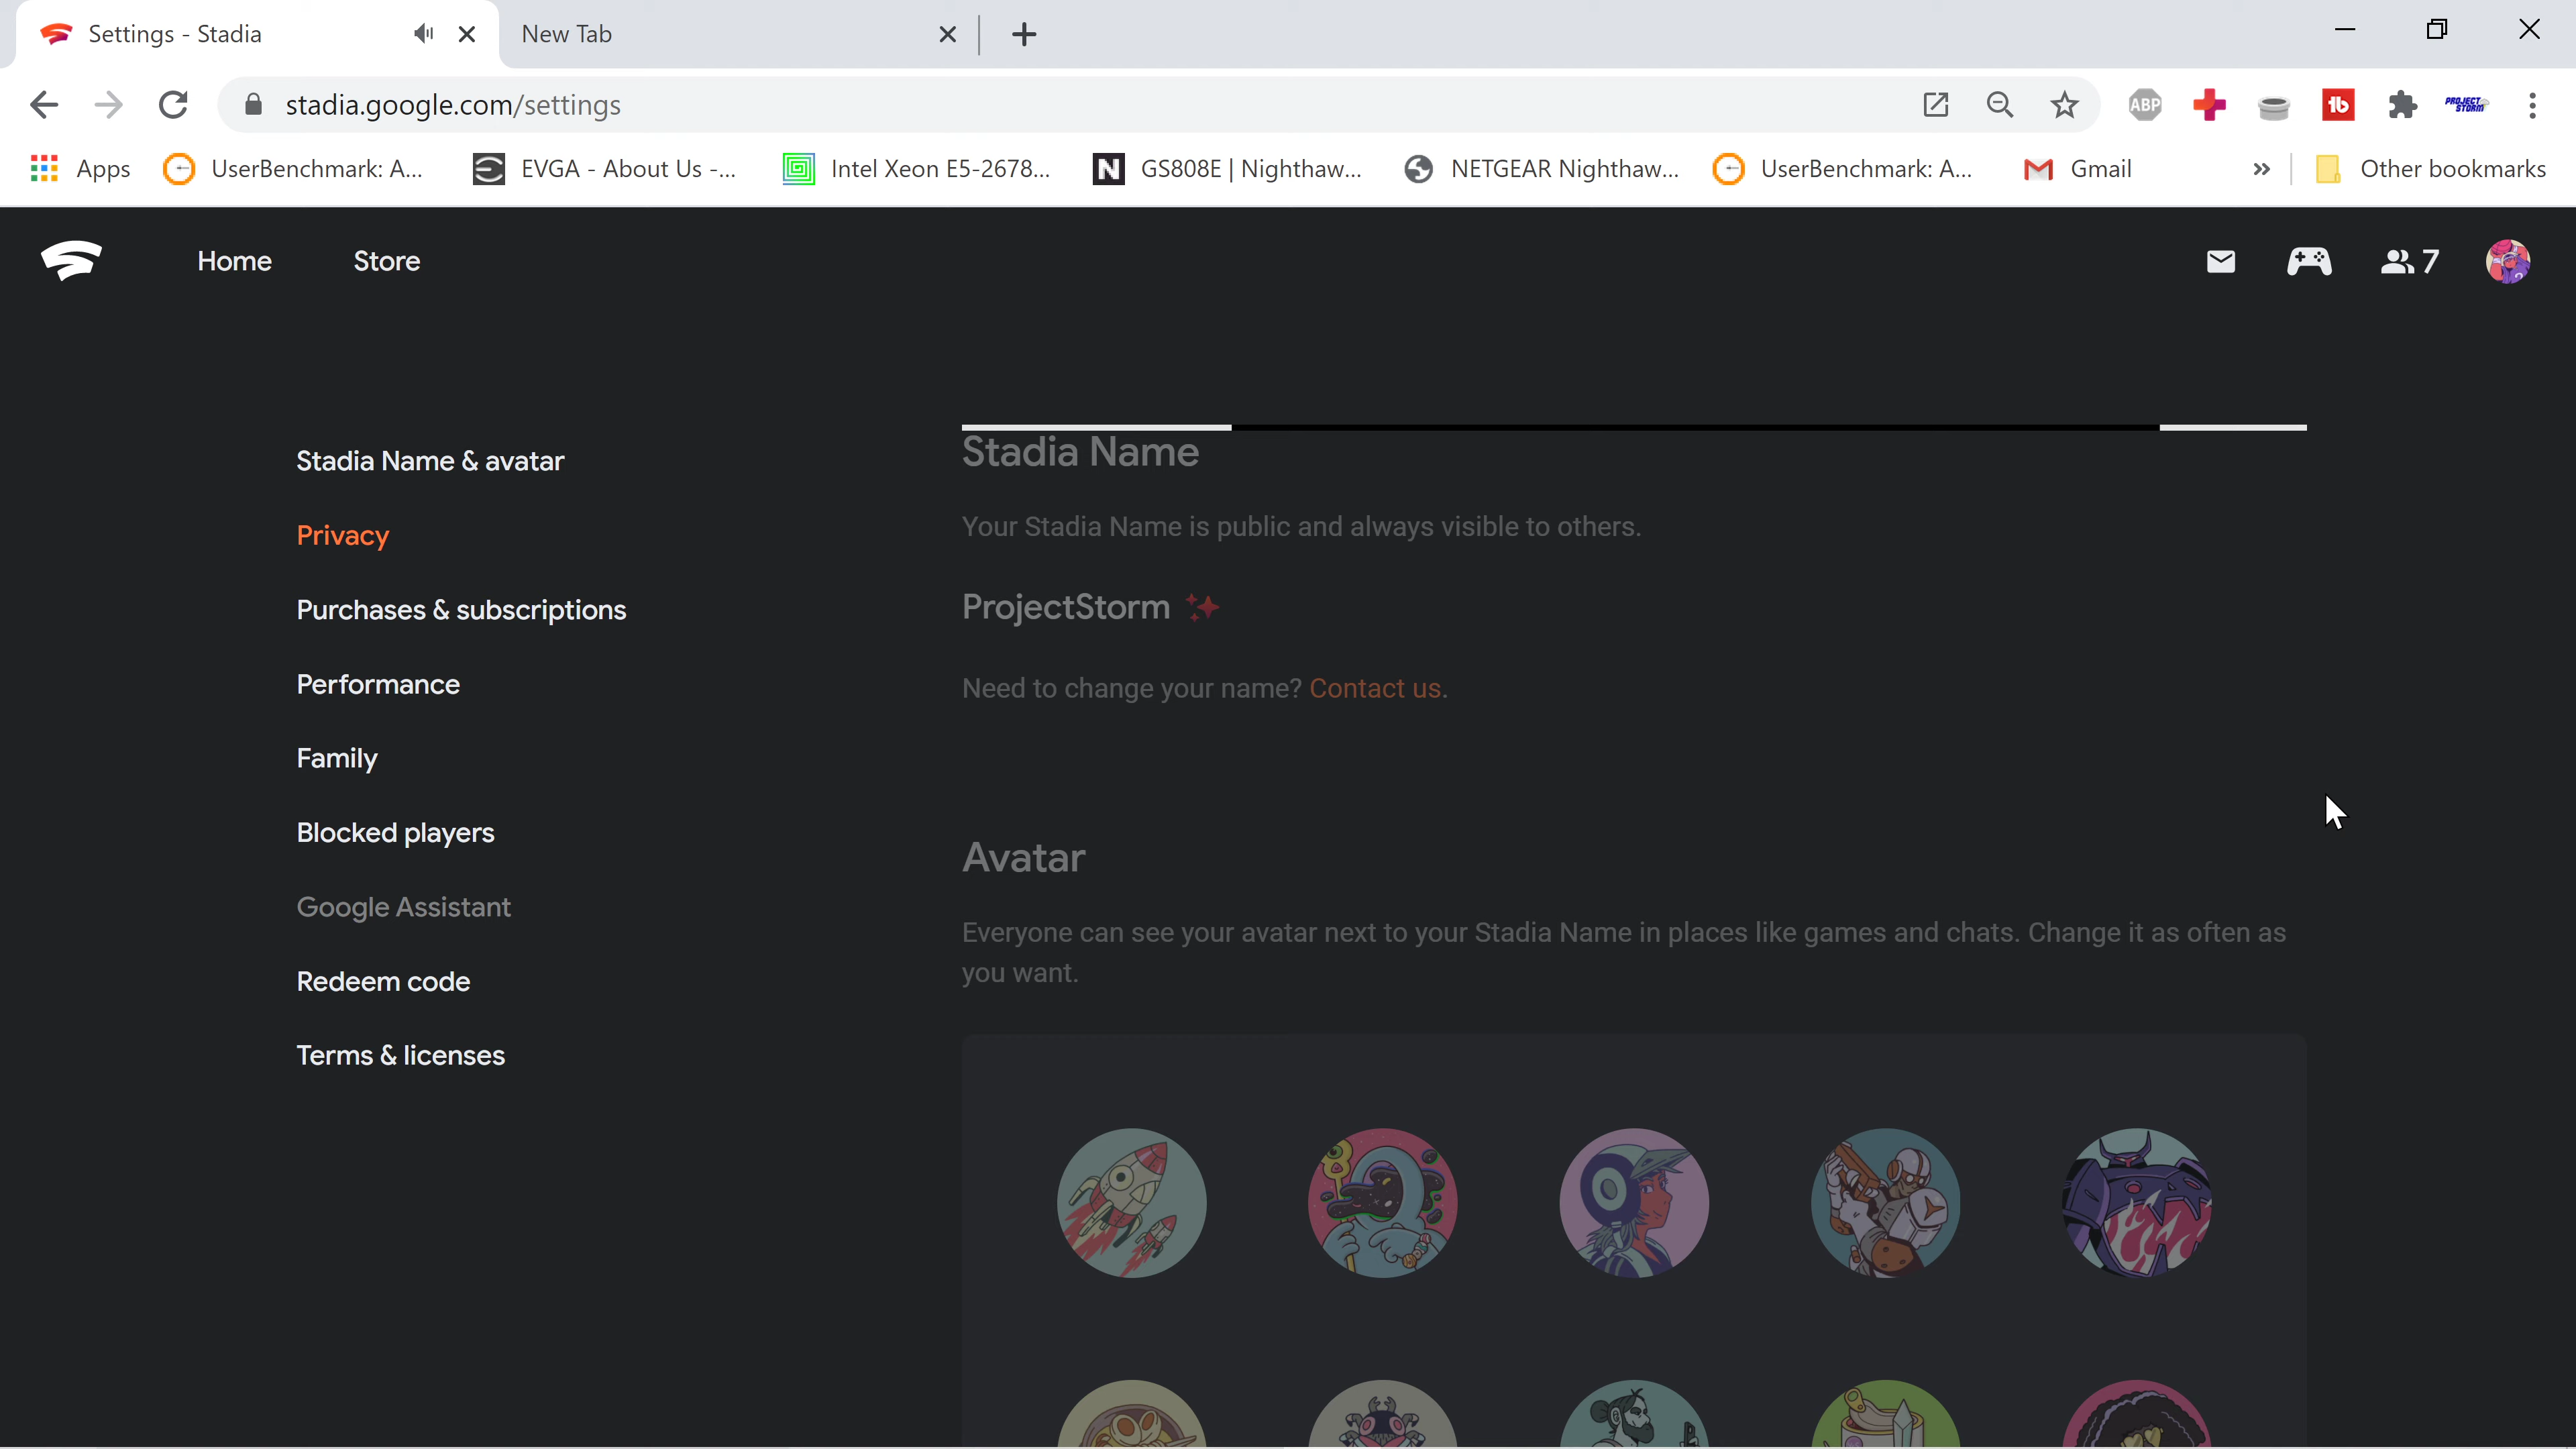 Settings - Stadia
New Tab
stadia.google.com/settings
ABP
PROJECT STORM
Apps
UserBenchmark: A...
EVGA - About Us -...
Intel Xeon E5-2678...
N
GS808E | Nighthaw...
NETGEAR Nighthaw...
UserBenchmark: A...
Gmail
»
Other bookmarks
Home
Store
7
Stadia Name & avatar
Privacy
Purchases & subscriptions
Performance
Family
Blocked players
Google Assistant
Redeem code
Terms & licenses
Stadia Name
Your Stadia Name is public and always visible to others.
ProjectStorm
Need to change your name? Contact us.
Avatar
Everyone can see your avatar next to your Stadia Name in places like games and chats. Change it as often as
you want.